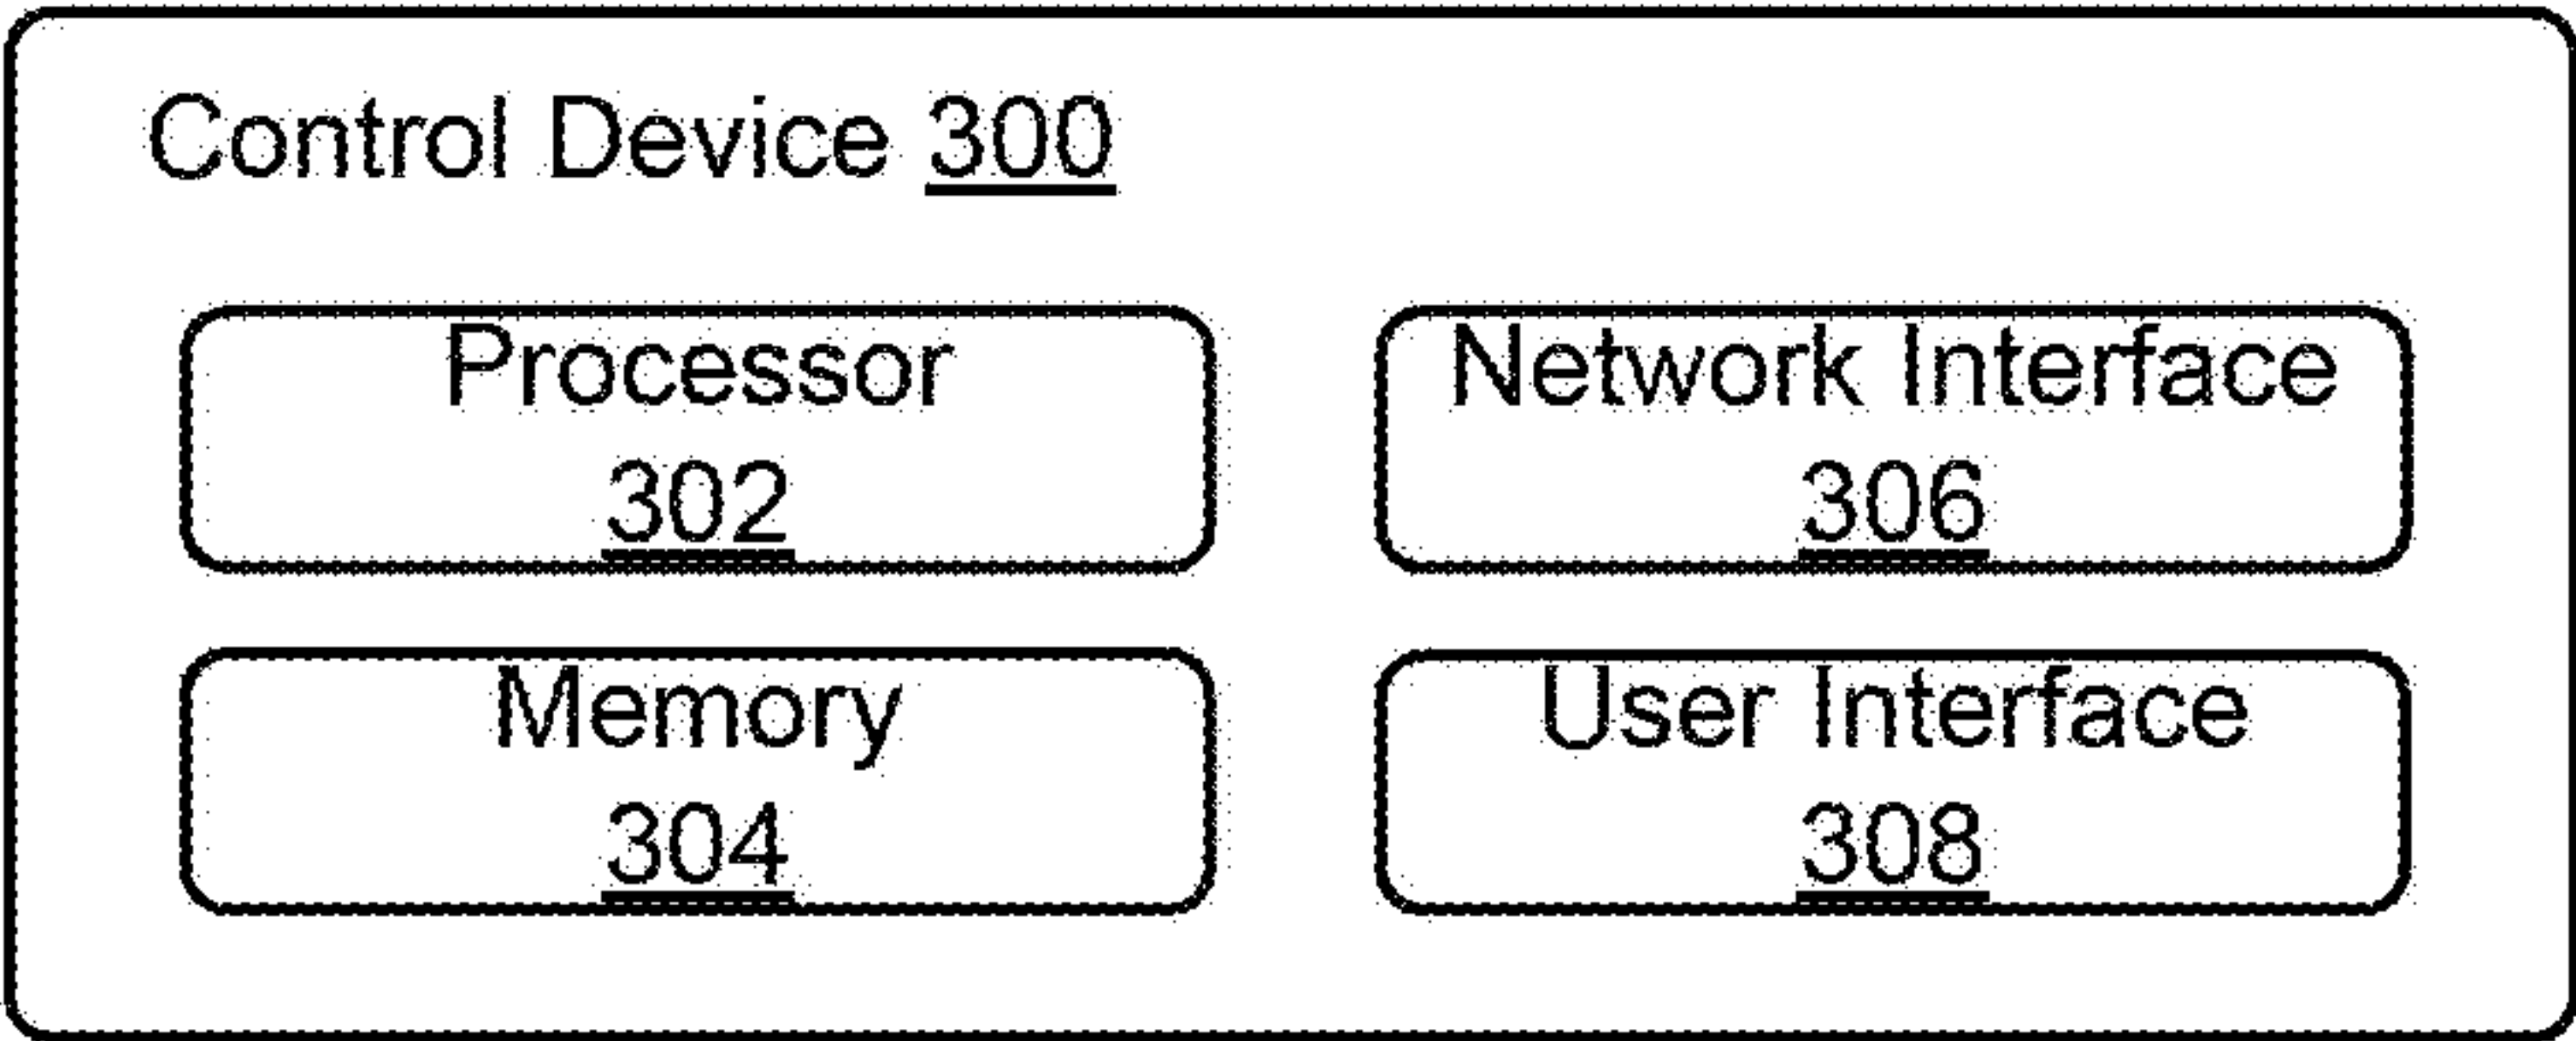 Control Device 300
Processor
302
Network Interface
306
Memory
304
User Interface
308